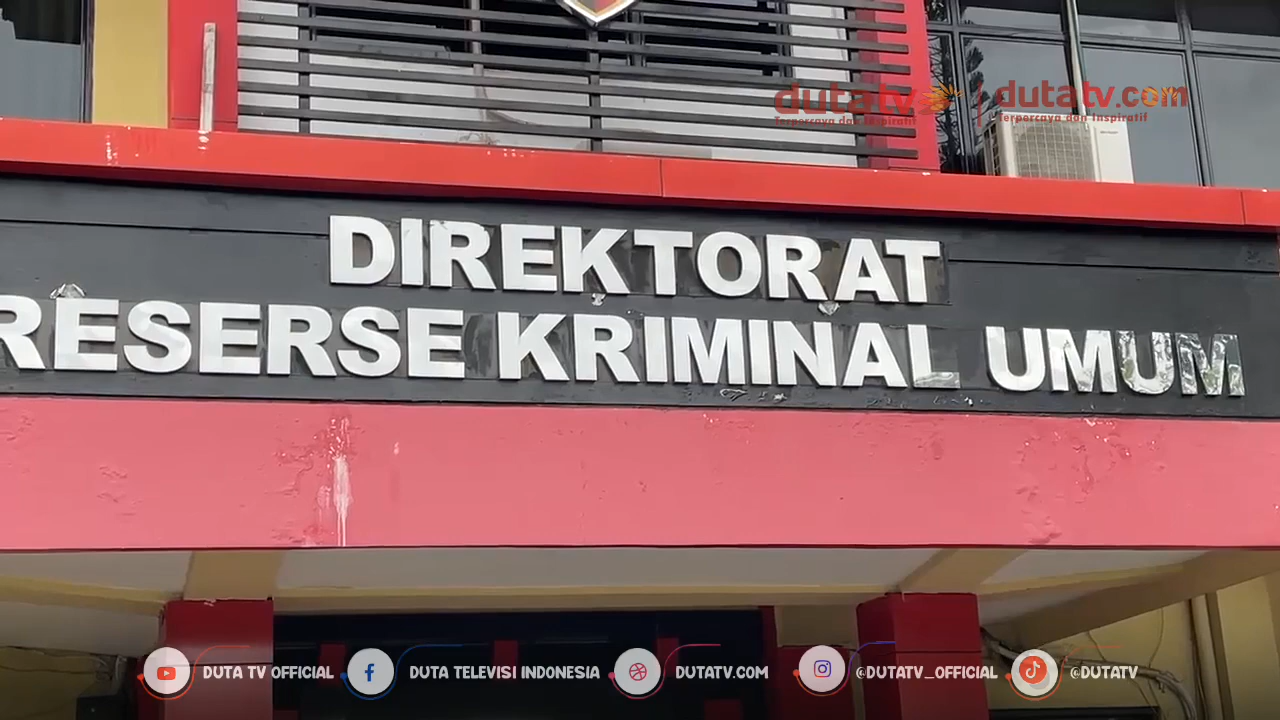 dutatv
Terpercaya dan Inspiratif
dutatv.com
Terpercaya dan Inspiratif
DIREKTORAT
RESERSE KRIMINAL UMUM
DUTA TV OFFICIAL
DUTA TELEVISI INDONESIA
DUTATV.COM
@DUTATV_OFFICIAL
@DUTATV